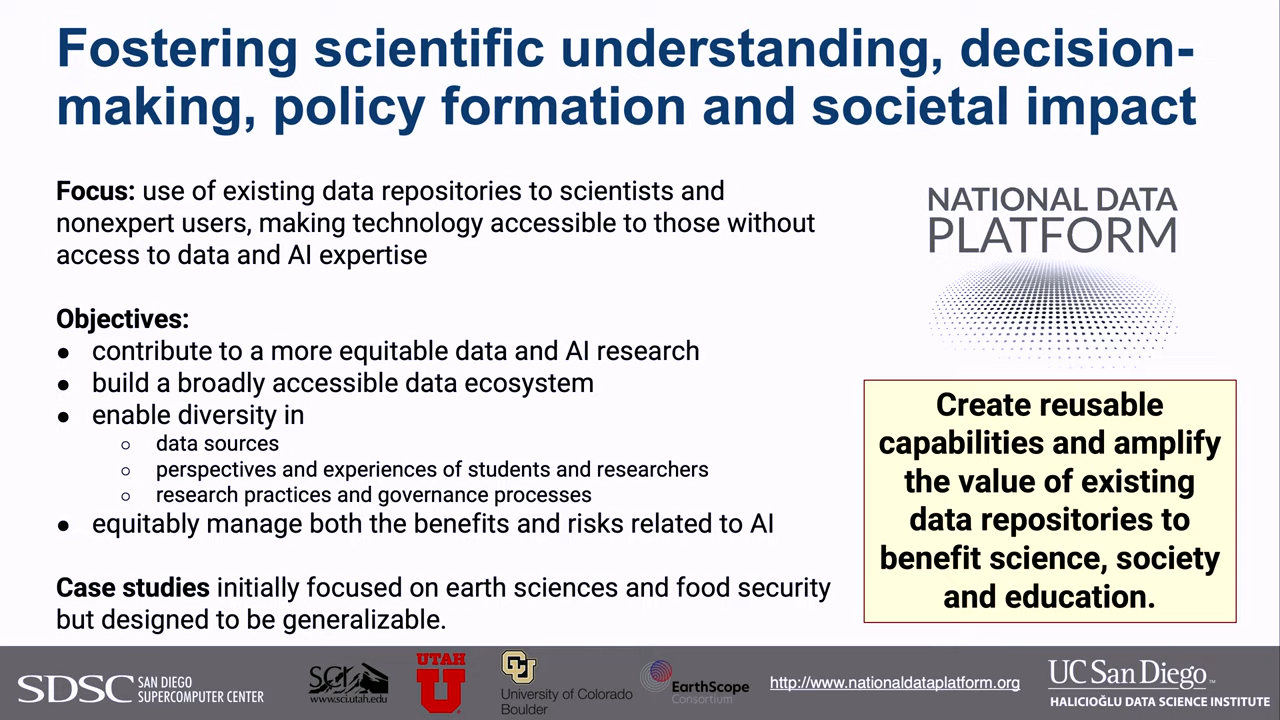 Fostering scientific understanding, decision-
making, policy formation and societal impact
Focus: use of existing data repositories to scientists and
nonexpert users, making technology accessible to those without
access to data and AI expertise
Objectives:
● contribute to a more equitable data and AI research
● build a broadly accessible data ecosystem
● enable diversity in
○ data sources
○ perspectives and experiences of students and researchers
○ research practices and governance processes
● equitably manage both the benefits and risks related to AI
Case studies initially focused on earth sciences and food security
but designed to be generalizable.
NATIONAL DATA
PLATFORM
Create reusable
capabilities and amplify
the value of existing
data repositories to
benefit science, society
and education.
SDSC
SAN DIEGO
SUPERCOMPUTER CENTER
SCI
www.sci.utah.edu
UTAH
U
CU
University of Colorado
Boulder
EarthScope
Consortium
http://www.nationaldataplatform.org
UC San Diego
HALICIOĞLU DATA SCIENCE INSTITUTE